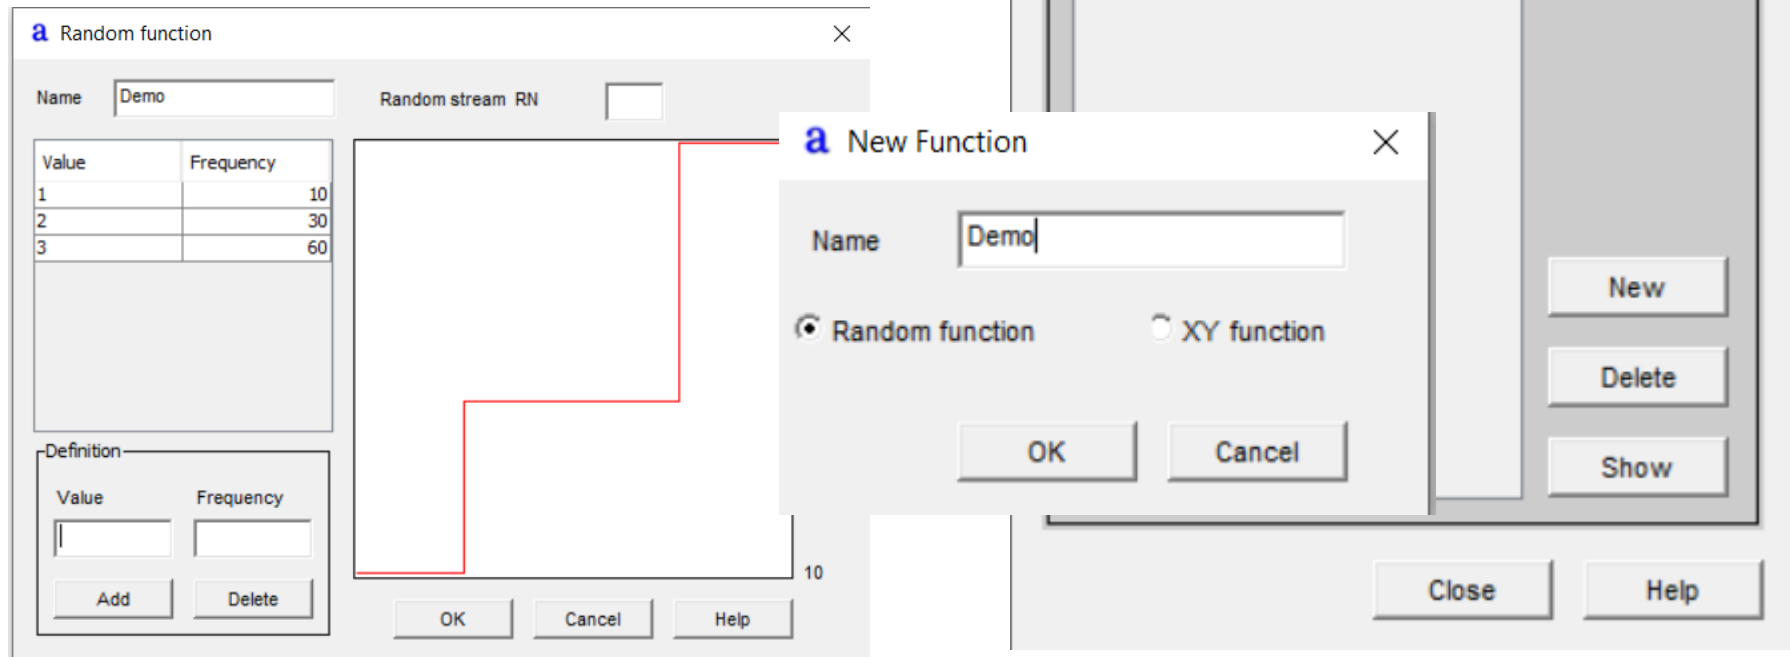 a Random function
Name Demo Random stream RN
Value Frequency
1 10
2 30
3 60
Definition
Value Frequency
Add Delete
10
OK Cancel Help
a New Function
Name Demo
Random function XY function
OK Cancel
New
Delete
Show
Close Help